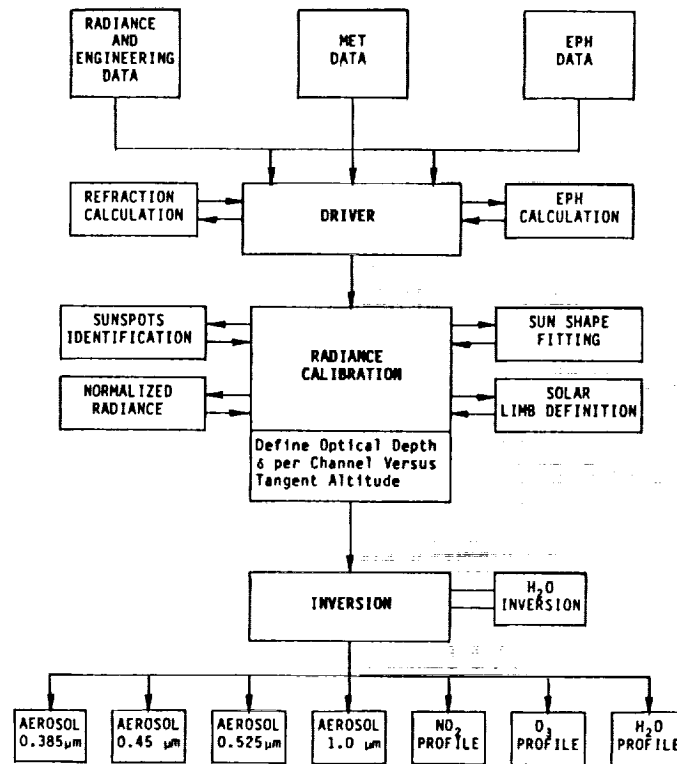 RADIANCE
AND
ENGINEERING
DATA
MET
DATA
EPH
DATA
REFRACTION
CALCULATION
DRIVER
EPH
CALCULATION
SUNSPOTS
IDENTIFICATION
RADIANCE
CALIBRATION
SUN SHAPE
FITTING
NORMALIZED
RADIANCE
SOLAR
LIMB DEFINITION
Define Optical Depth
δ per Channel Versus
Tangent Altitude
INVERSION
H₂O
INVERSION
AEROSOL
0.385μm
AEROSOL
0.45 μm
AEROSOL
0.525μm
AEROSOL
1.0 μm
NO₂
PROFILE
O₃
PROFILE
H₂O
PROFILE